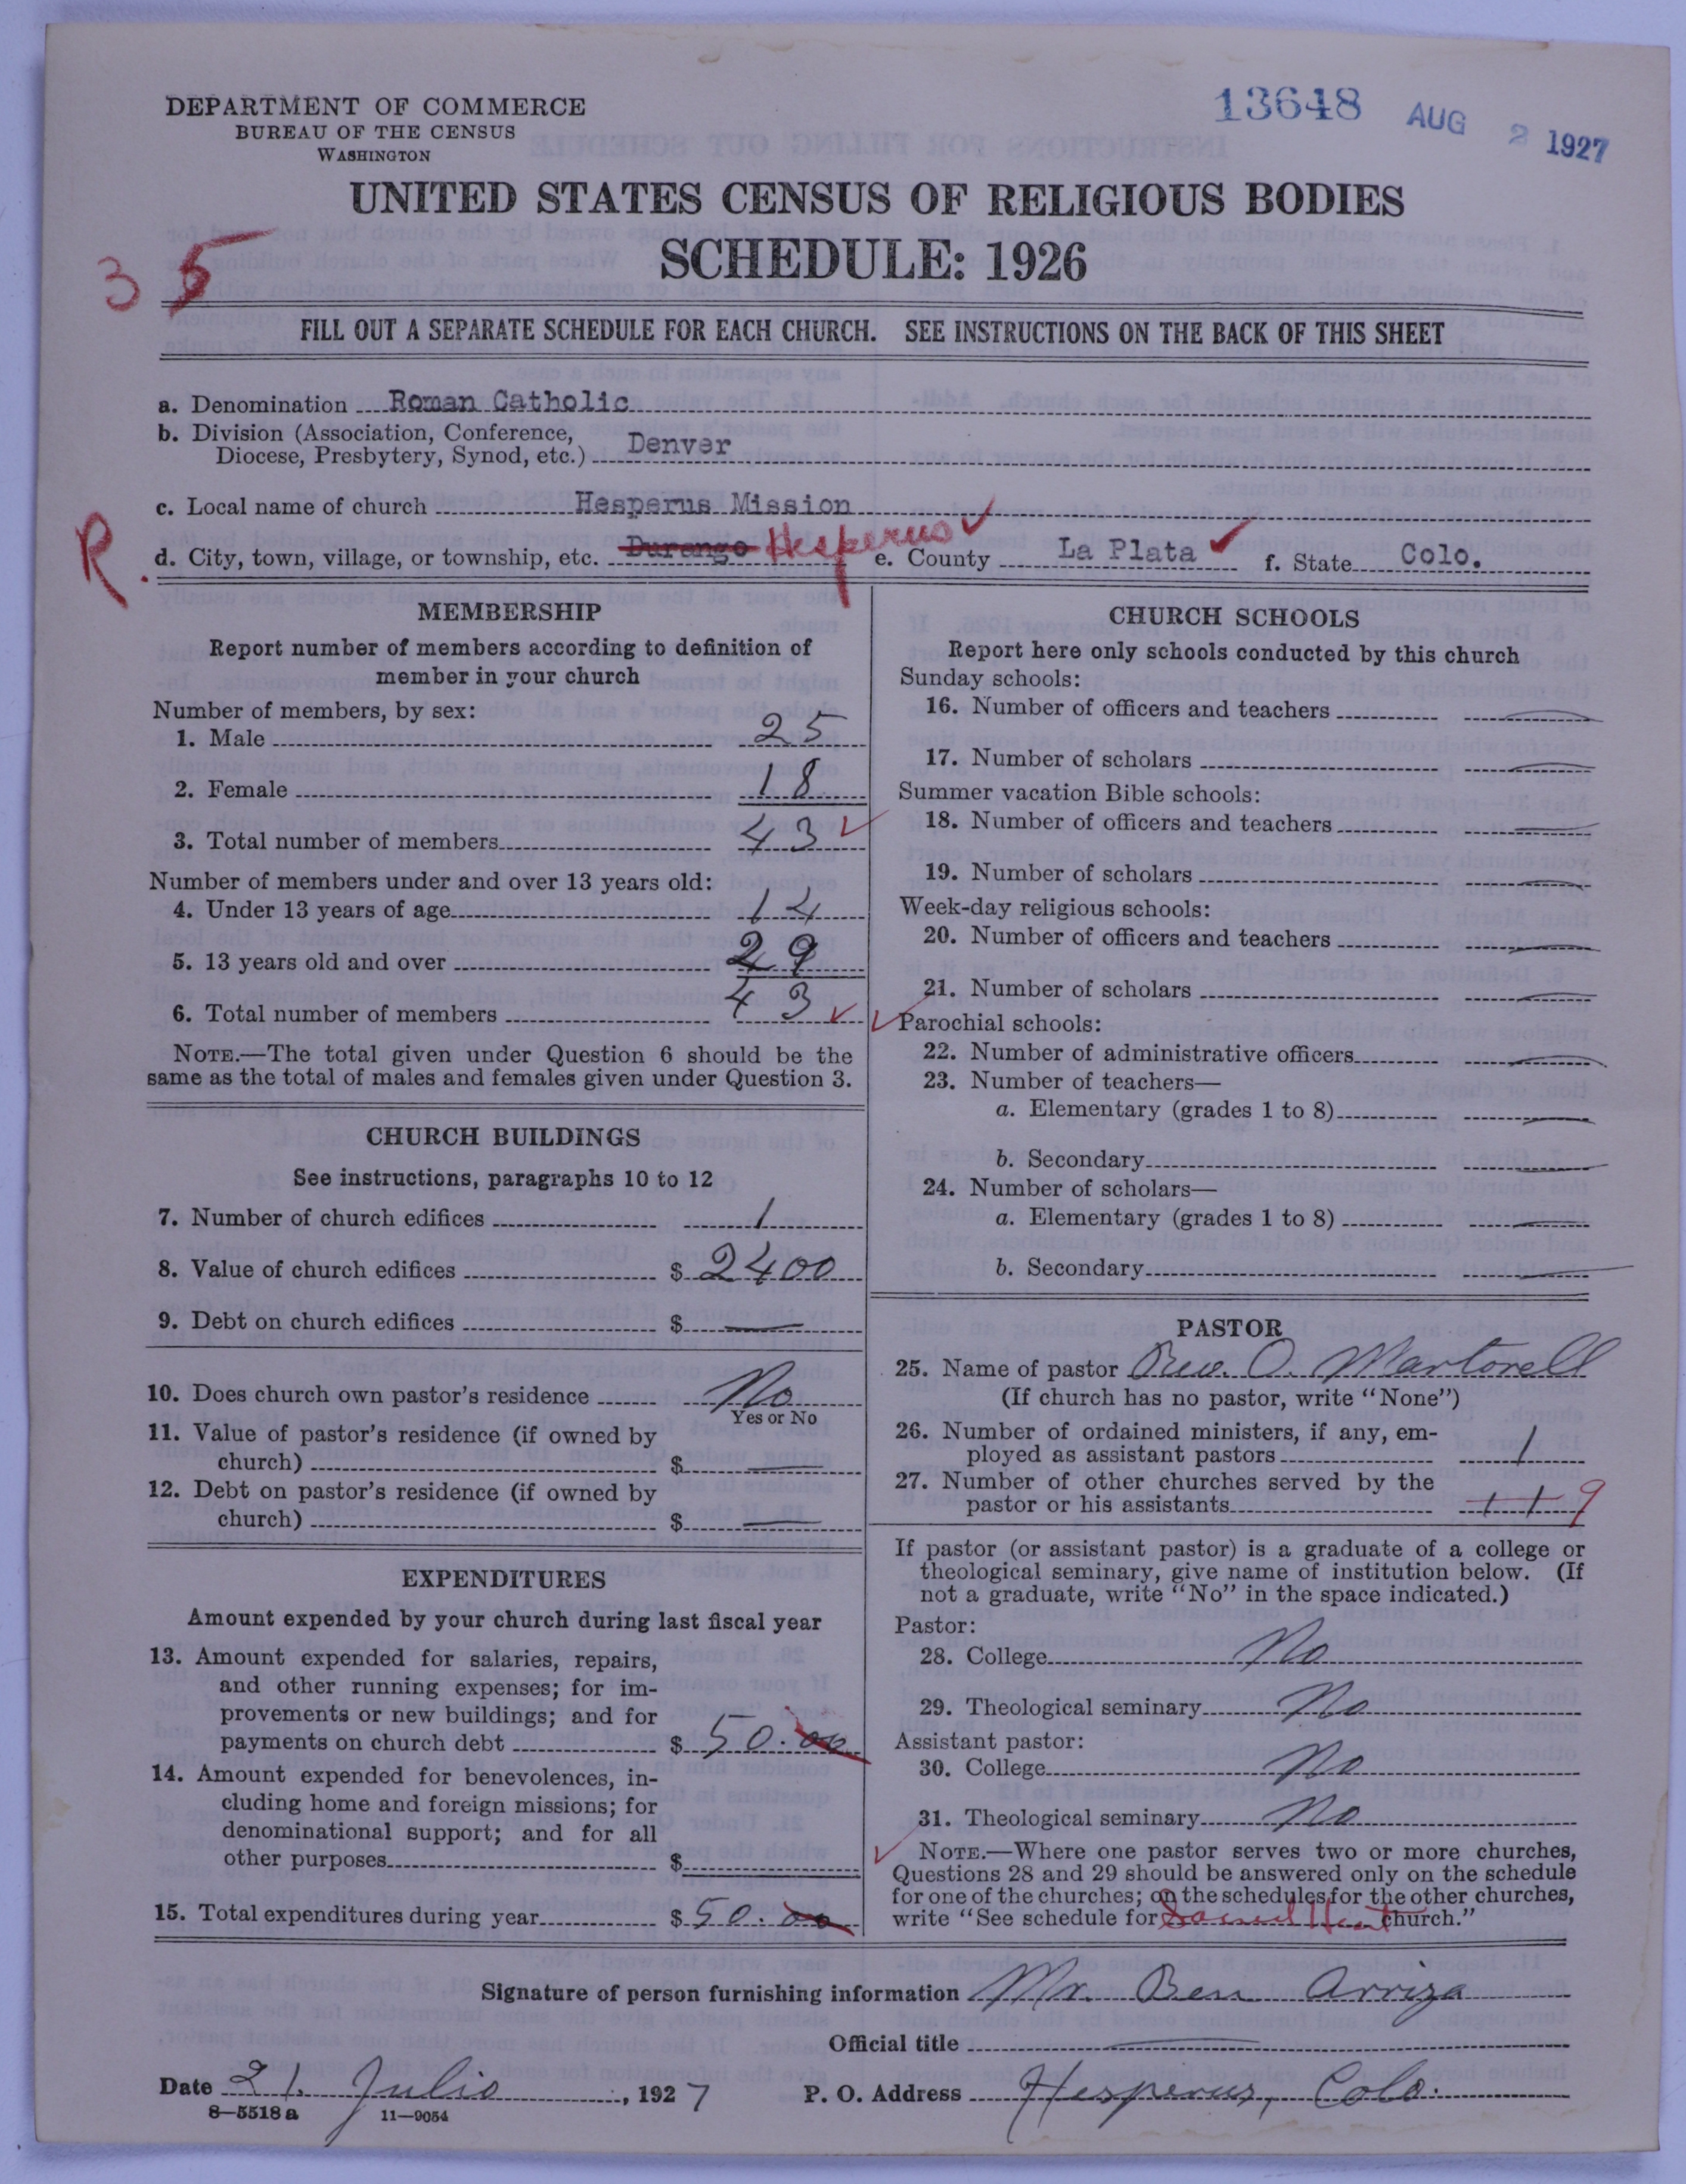 DEPARTMENT OF COMMERCE
BUREAU OF THE CENSUS
WASHINGTON
13648 AUG 2 1927
UNITED STATES CENSUS OF RELIGIOUS BODIES
SCHEDULE: 1926
3 5
FILL OUT A SEPARATE SCHEDULE FOR EACH CHURCH. SEE INSTRUCTIONS ON THE BACK OF THIS SHEET
a. Denomination Roman Catholic
b. Division (Association, Conference,
Diocese, Presbytery, Synod, etc.) Denver
c. Local name of church Hesperus Mission
R.
d. City, town, village, or township, etc. Durango Hesperus e. County La Plata f. State Colo.
MEMBERSHIP
Report number of members according to definition of
member in your church
Number of members, by sex:
1. Male 25
2. Female 18
3. Total number of members 43
Number of members under and over 13 years old:
4. Under 13 years of age 14
5. 13 years old and over 29
6. Total number of members 43
NOTE.—The total given under Question 6 should be the
same as the total of males and females given under Question 3.
CHURCH BUILDINGS
See instructions, paragraphs 10 to 12
7. Number of church edifices 1
8. Value of church edifices $ 2400
9. Debt on church edifices $ —
10. Does church own pastor's residence No
Yes or No
11. Value of pastor's residence (if owned by
church) $ —
12. Debt on pastor's residence (if owned by
church) $ —
EXPENDITURES
Amount expended by your church during last fiscal year
13. Amount expended for salaries, repairs,
and other running expenses; for im-
provements or new buildings; and for
payments on church debt $ 50.00
14. Amount expended for benevolences, in-
cluding home and foreign missions; for
denominational support; and for all
other purposes $
15. Total expenditures during year $ 50.00
CHURCH SCHOOLS
Report here only schools conducted by this church
Sunday schools:
16. Number of officers and teachers —
17. Number of scholars —
Summer vacation Bible schools:
18. Number of officers and teachers —
19. Number of scholars —
Week-day religious schools:
20. Number of officers and teachers —
21. Number of scholars —
Parochial schools:
22. Number of administrative officers —
23. Number of teachers—
a. Elementary (grades 1 to 8) —
b. Secondary —
24. Number of scholars—
a. Elementary (grades 1 to 8) —
b. Secondary —
PASTOR
25. Name of pastor Rev. O. Martorell
(If church has no pastor, write "None")
26. Number of ordained ministers, if any, em-
ployed as assistant pastors 1
27. Number of other churches served by the
pastor or his assistants 11 9
If pastor (or assistant pastor) is a graduate of a college or
theological seminary, give name of institution below. (If
not a graduate, write "No" in the space indicated.)
Pastor:
28. College No
29. Theological seminary No
Assistant pastor:
30. College No
31. Theological seminary No
NOTE.—Where one pastor serves two or more churches,
Questions 28 and 29 should be answered only on the schedule
for one of the churches; on the schedules for the other churches,
write "See schedule for Sacred Heart church."
Signature of person furnishing information Mr. Ben Arriza
Official title
Date 21. Julio, 1927 P. O. Address Hesperus, Colo.
8—5518 a 11—9054